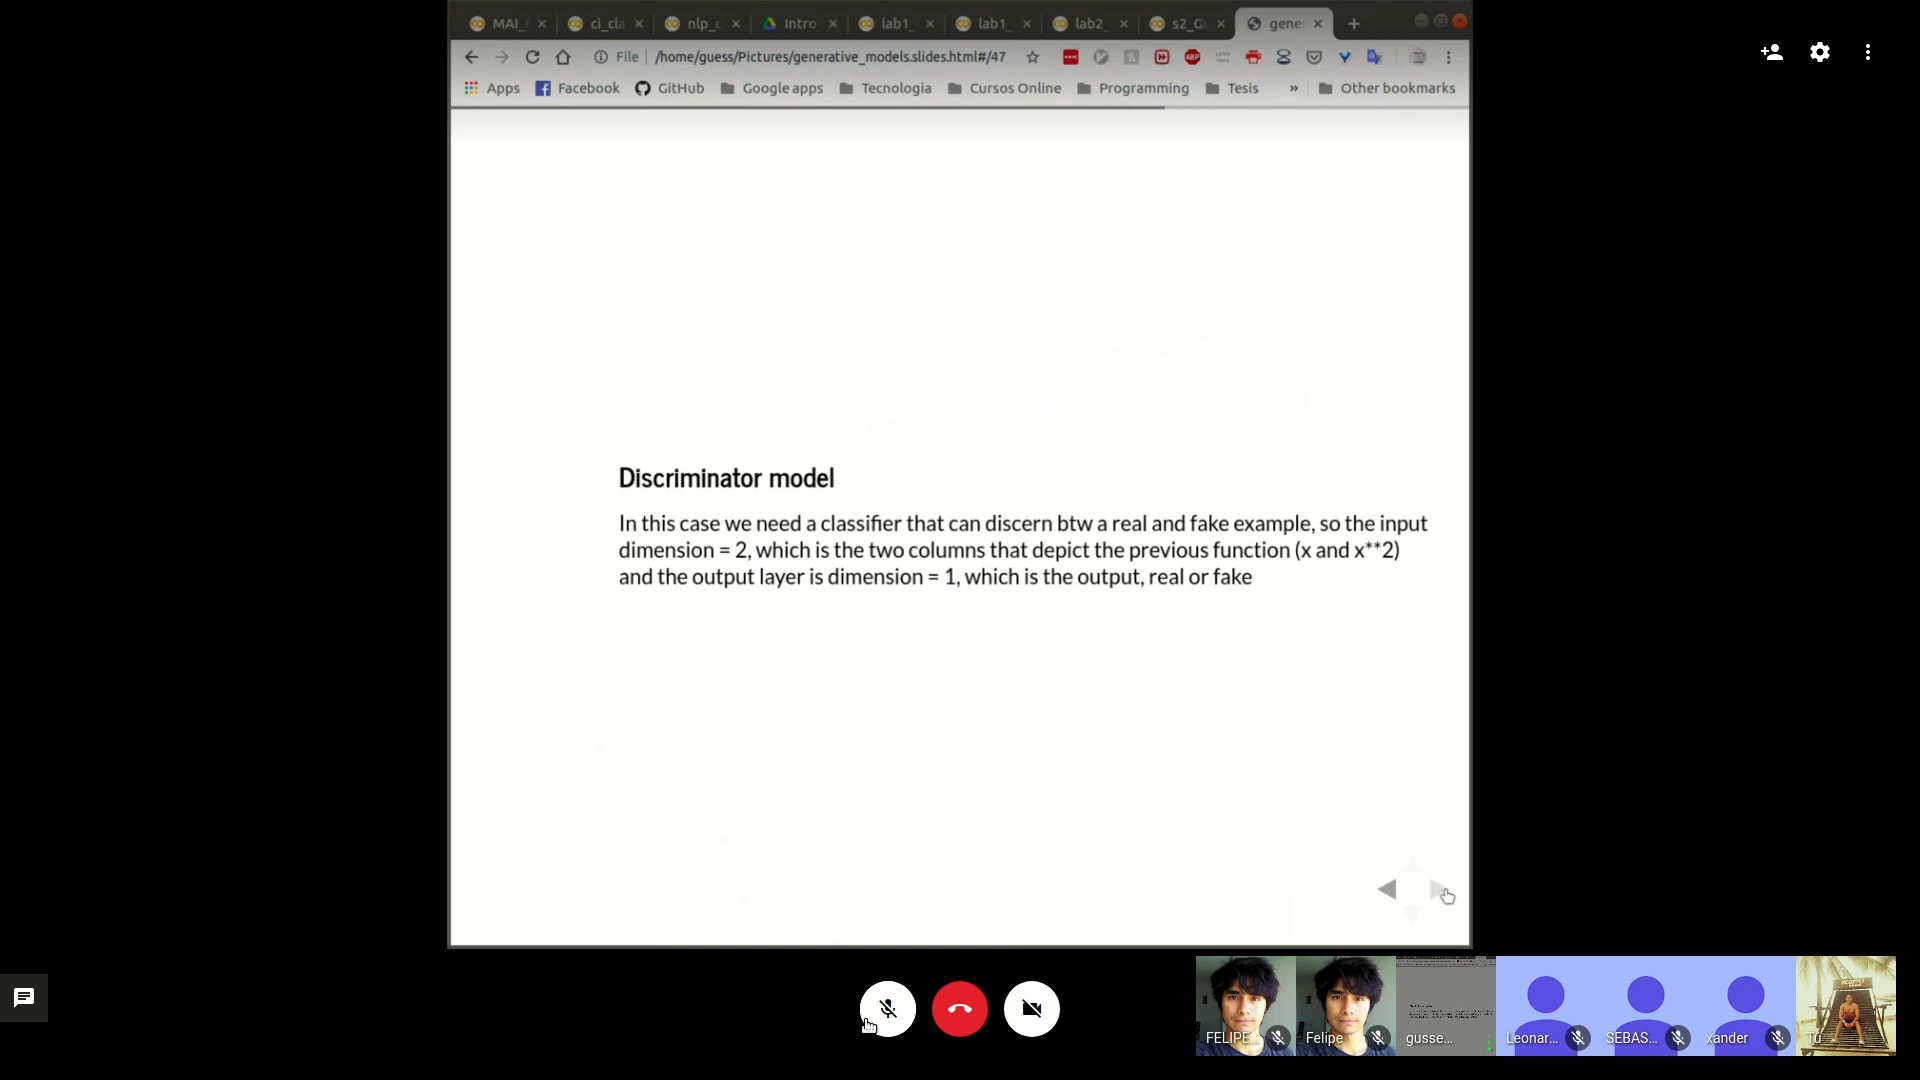 MAI_
ci_cla
nlp_c
Intro
lab1_
lab1_
lab2_
s2_G
gene
File
/home/guess/Pictures/generative_models.slides.html#/47
ABP
Apps
Facebook
GitHub
Google apps
Tecnologia
Cursos Online
Programming
Tesis
»
Other bookmarks
Discriminator model
In this case we need a classifier that can discern btw a real and fake example, so the input
dimension = 2, which is the two columns that depict the previous function (x and x**2)
and the output layer is dimension = 1, which is the output, real or fake
FELIPE...
Felipe
gusse...
Leonar...
SEBAS...
xander
Tú